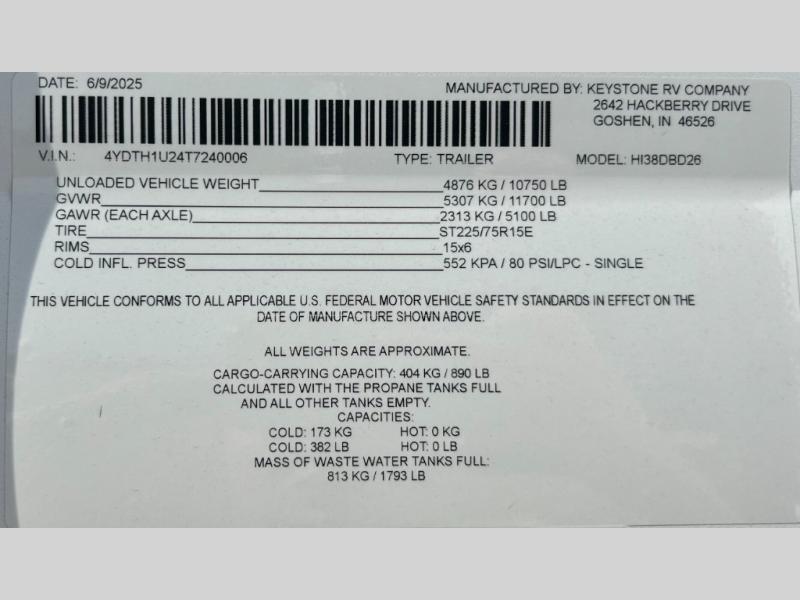 DATE: 6/9/2025
MANUFACTURED BY: KEYSTONE RV COMPANY
2642 HACKBERRY DRIVE
GOSHEN, IN 46526
V.I.N.: 4YDTH1U24T7240006 TYPE: TRAILER MODEL: HI38DBD26
UNLOADED VEHICLE WEIGHT 4876 KG / 10750 LB
GVWR 5307 KG / 11700 LB
GAWR (EACH AXLE) 2313 KG / 5100 LB
TIRE ST225/75R15E
RIMS 15x6
COLD INFL. PRESS 552 KPA / 80 PSI/LPC - SINGLE
THIS VEHICLE CONFORMS TO ALL APPLICABLE U.S. FEDERAL MOTOR VEHICLE SAFETY STANDARDS IN EFFECT ON THE
DATE OF MANUFACTURE SHOWN ABOVE.
ALL WEIGHTS ARE APPROXIMATE.
CARGO-CARRYING CAPACITY: 404 KG / 890 LB
CALCULATED WITH THE PROPANE TANKS FULL
AND ALL OTHER TANKS EMPTY.
CAPACITIES:
COLD: 173 KG HOT: 0 KG
COLD: 382 LB HOT: 0 LB
MASS OF WASTE WATER TANKS FULL:
813 KG / 1793 LB